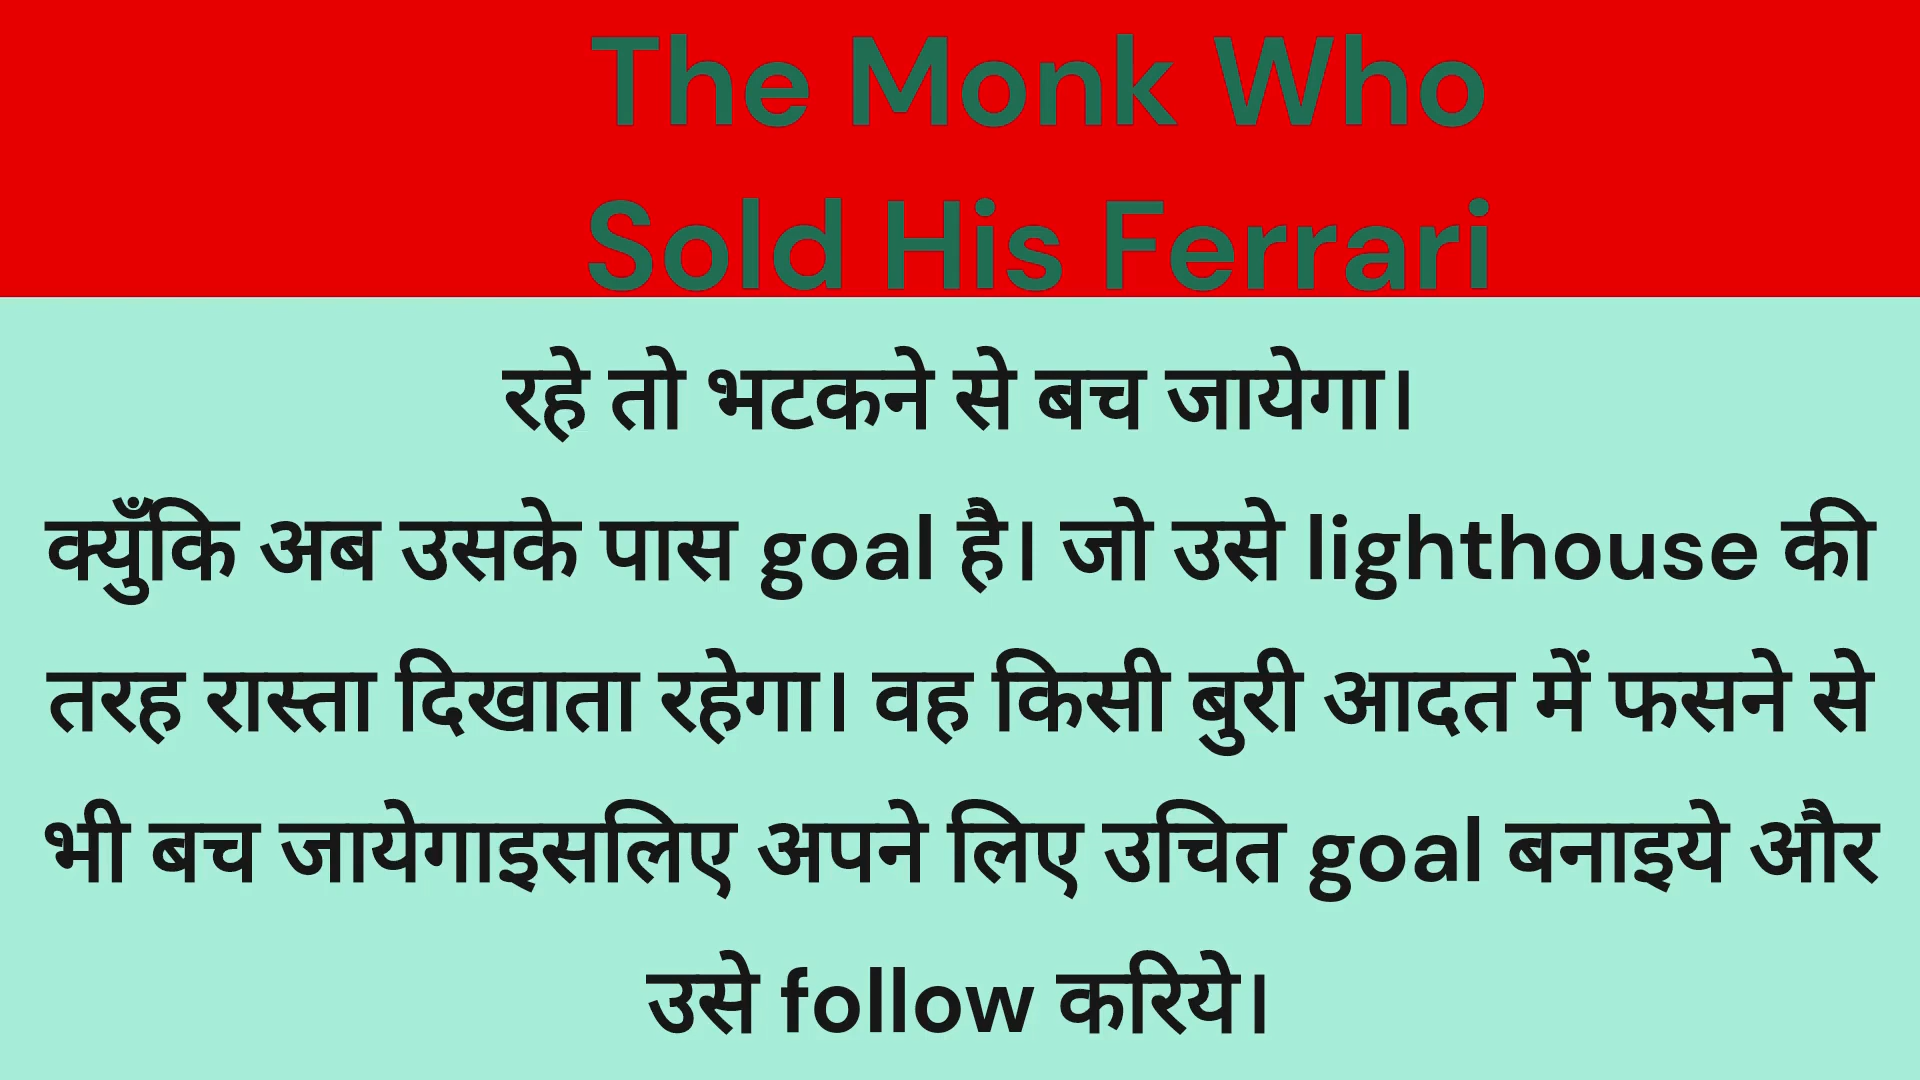 The Monk Who
Sold His Ferrari
रहे तो भटकने से बच जायेगा।
क्युँकि अब उसके पास goal है। जो उसे lighthouse की
तरह रास्ता दिखाता रहेगा। वह किसी बुरी आदत में फसने से
भी बच जायेगाइसलिए अपने लिए उचित goal बनाइये और
उसे follow करिये।